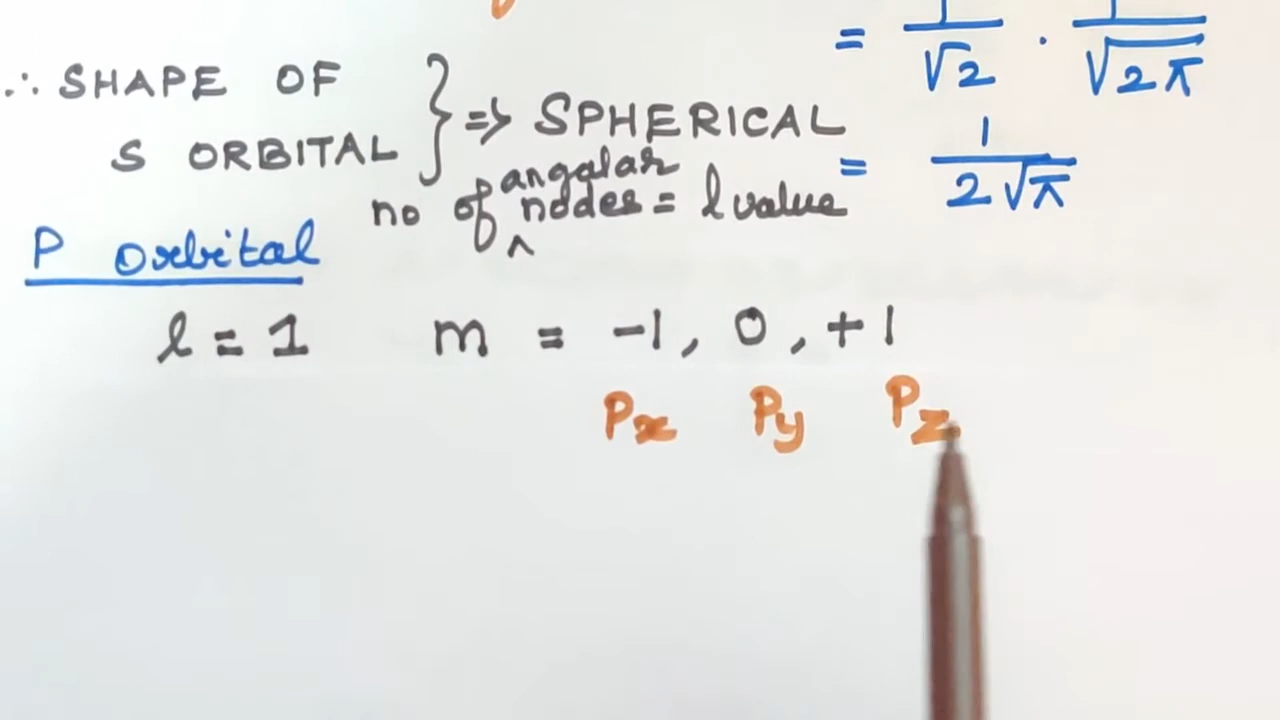 ∴ SHAPE OF
S ORBITAL } => SPHERICAL
= 1/√2 · 1/√2π
= 1/2√π
no of angular nodes = l value
P Orbital
l = 1 m = -1, 0, +1
Px Py Pz